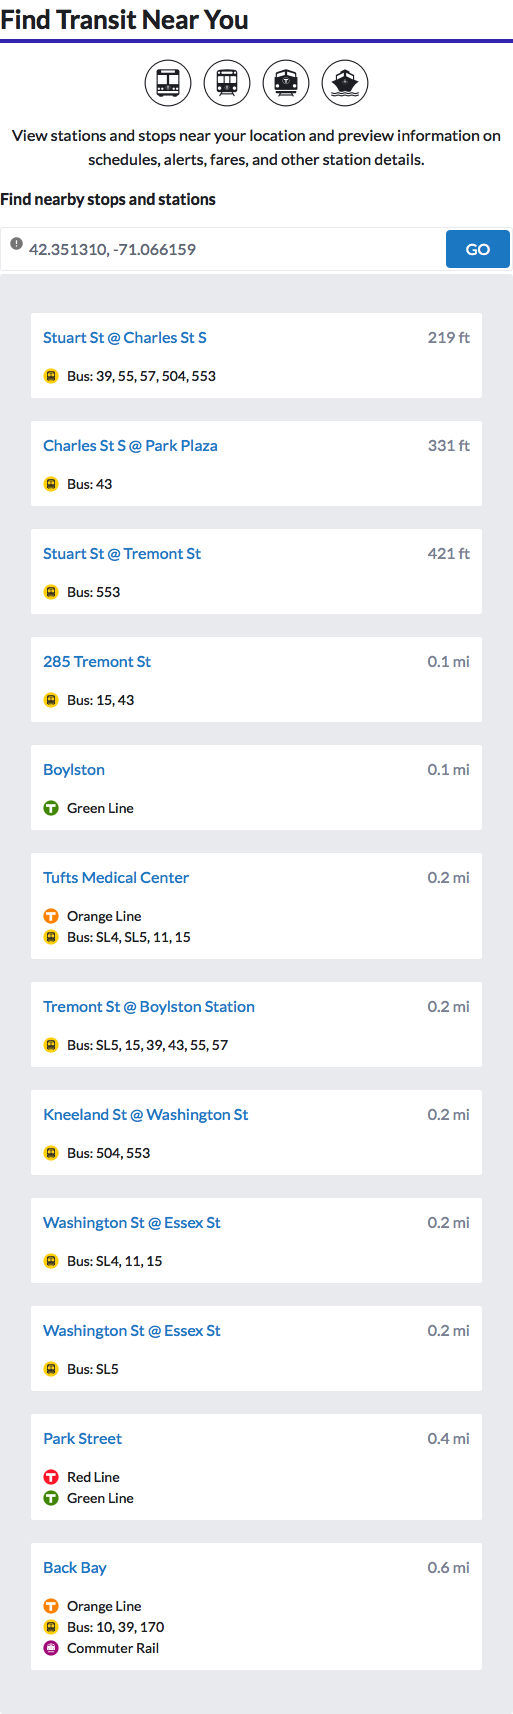 Find Transit Near You
View stations and stops near your location and preview information on
schedules, alerts, fares, and other station details.
Find nearby stops and stations
42.351310, -71.066159
GO
Stuart St @ Charles St S 219 ft
Bus: 39, 55, 57, 504, 553
Charles St S @ Park Plaza 331 ft
Bus: 43
Stuart St @ Tremont St 421 ft
Bus: 553
285 Tremont St 0.1 mi
Bus: 15, 43
Boylston 0.1 mi
T Green Line
Tufts Medical Center 0.2 mi
T Orange Line
Bus: SL4, SL5, 11, 15
Tremont St @ Boylston Station 0.2 mi
Bus: SL5, 15, 39, 43, 55, 57
Kneeland St @ Washington St 0.2 mi
Bus: 504, 553
Washington St @ Essex St 0.2 mi
Bus: SL4, 11, 15
Washington St @ Essex St 0.2 mi
Bus: SL5
Park Street 0.4 mi
T Red Line
T Green Line
Back Bay 0.6 mi
T Orange Line
Bus: 10, 39, 170
Commuter Rail